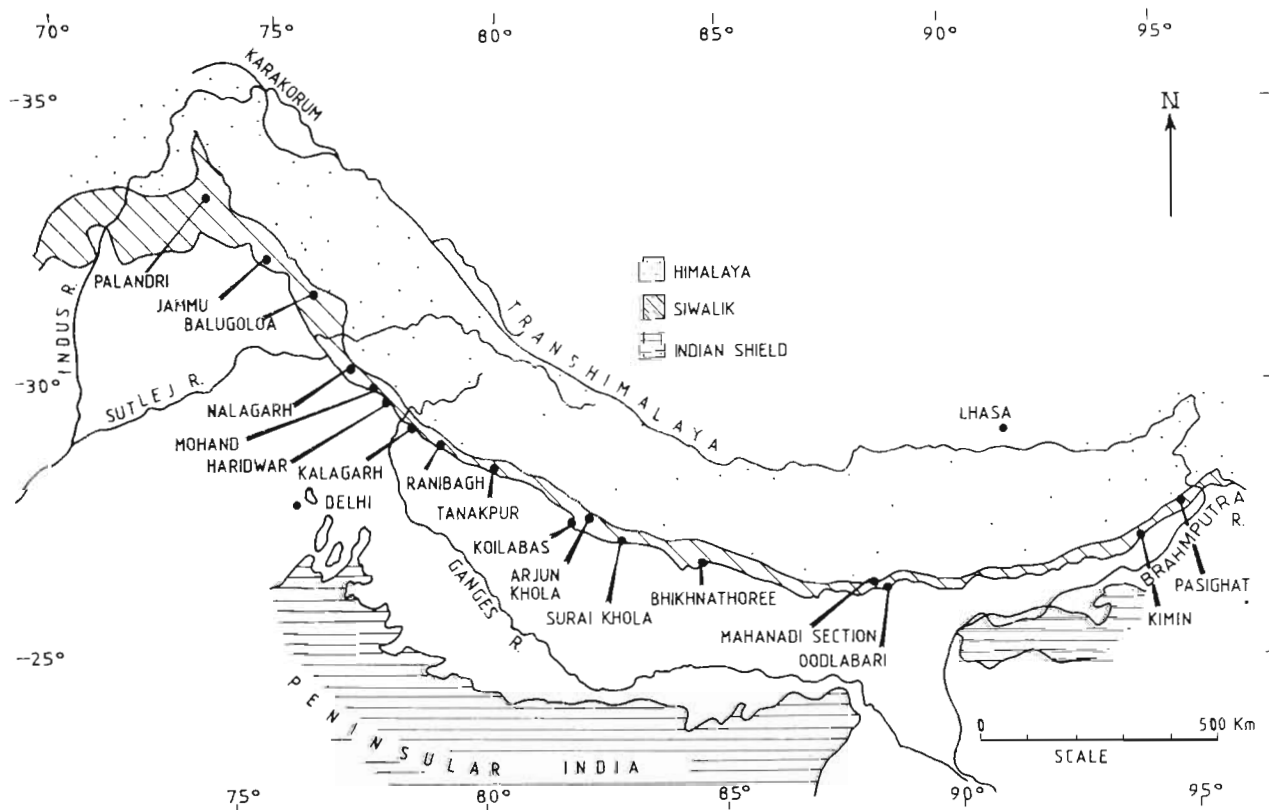 70° 75° 80° 85° 90° 95°
KARAKORUM
-35°
N
PALANDRI
JAMMU
BALUGOLOA
INDUS R.
TRANSHIMALAYA
HIMALAYA
SIWALIK
INDIAN SHIELD
-30°
SUTLEJ R.
NALAGARH
MOHAND
HARIDWAR
KALAGARH
RANIBAGH
TANAKPUR
LHASA
DELHI
KOILABAS
ARJUN
KHOLA
SURAI KHOLA
BHIKHNATHOREE
MAHANADI SECTION
OODLABARI
BRAHMPUTRA
R.
PASIGHAT
KIMIN
GANGES
R.
-25°
PENINSULAR INDIA
0 500 Km
SCALE
75° 80° 85° 90° 95°